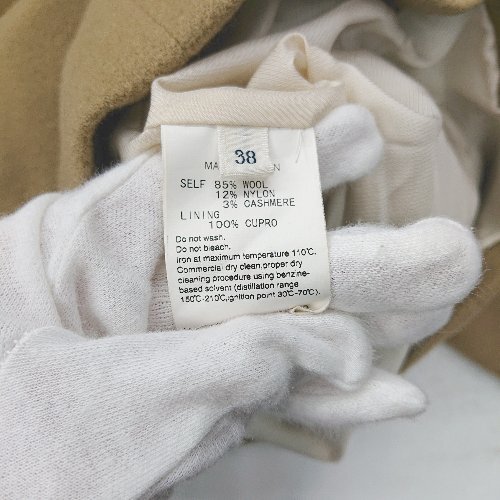 38
SELF 85% WOOL
12% NYLON
3% CASHMERE
LINING
100% CUPRO
Do not wash.
Do not bleach.
Iron at maximum temperature 110℃.
Commercial dry clean,proper dry
cleaning procedure using benzine-
based solvent (distillation range
150℃-210℃,ignition point 30℃-70℃).